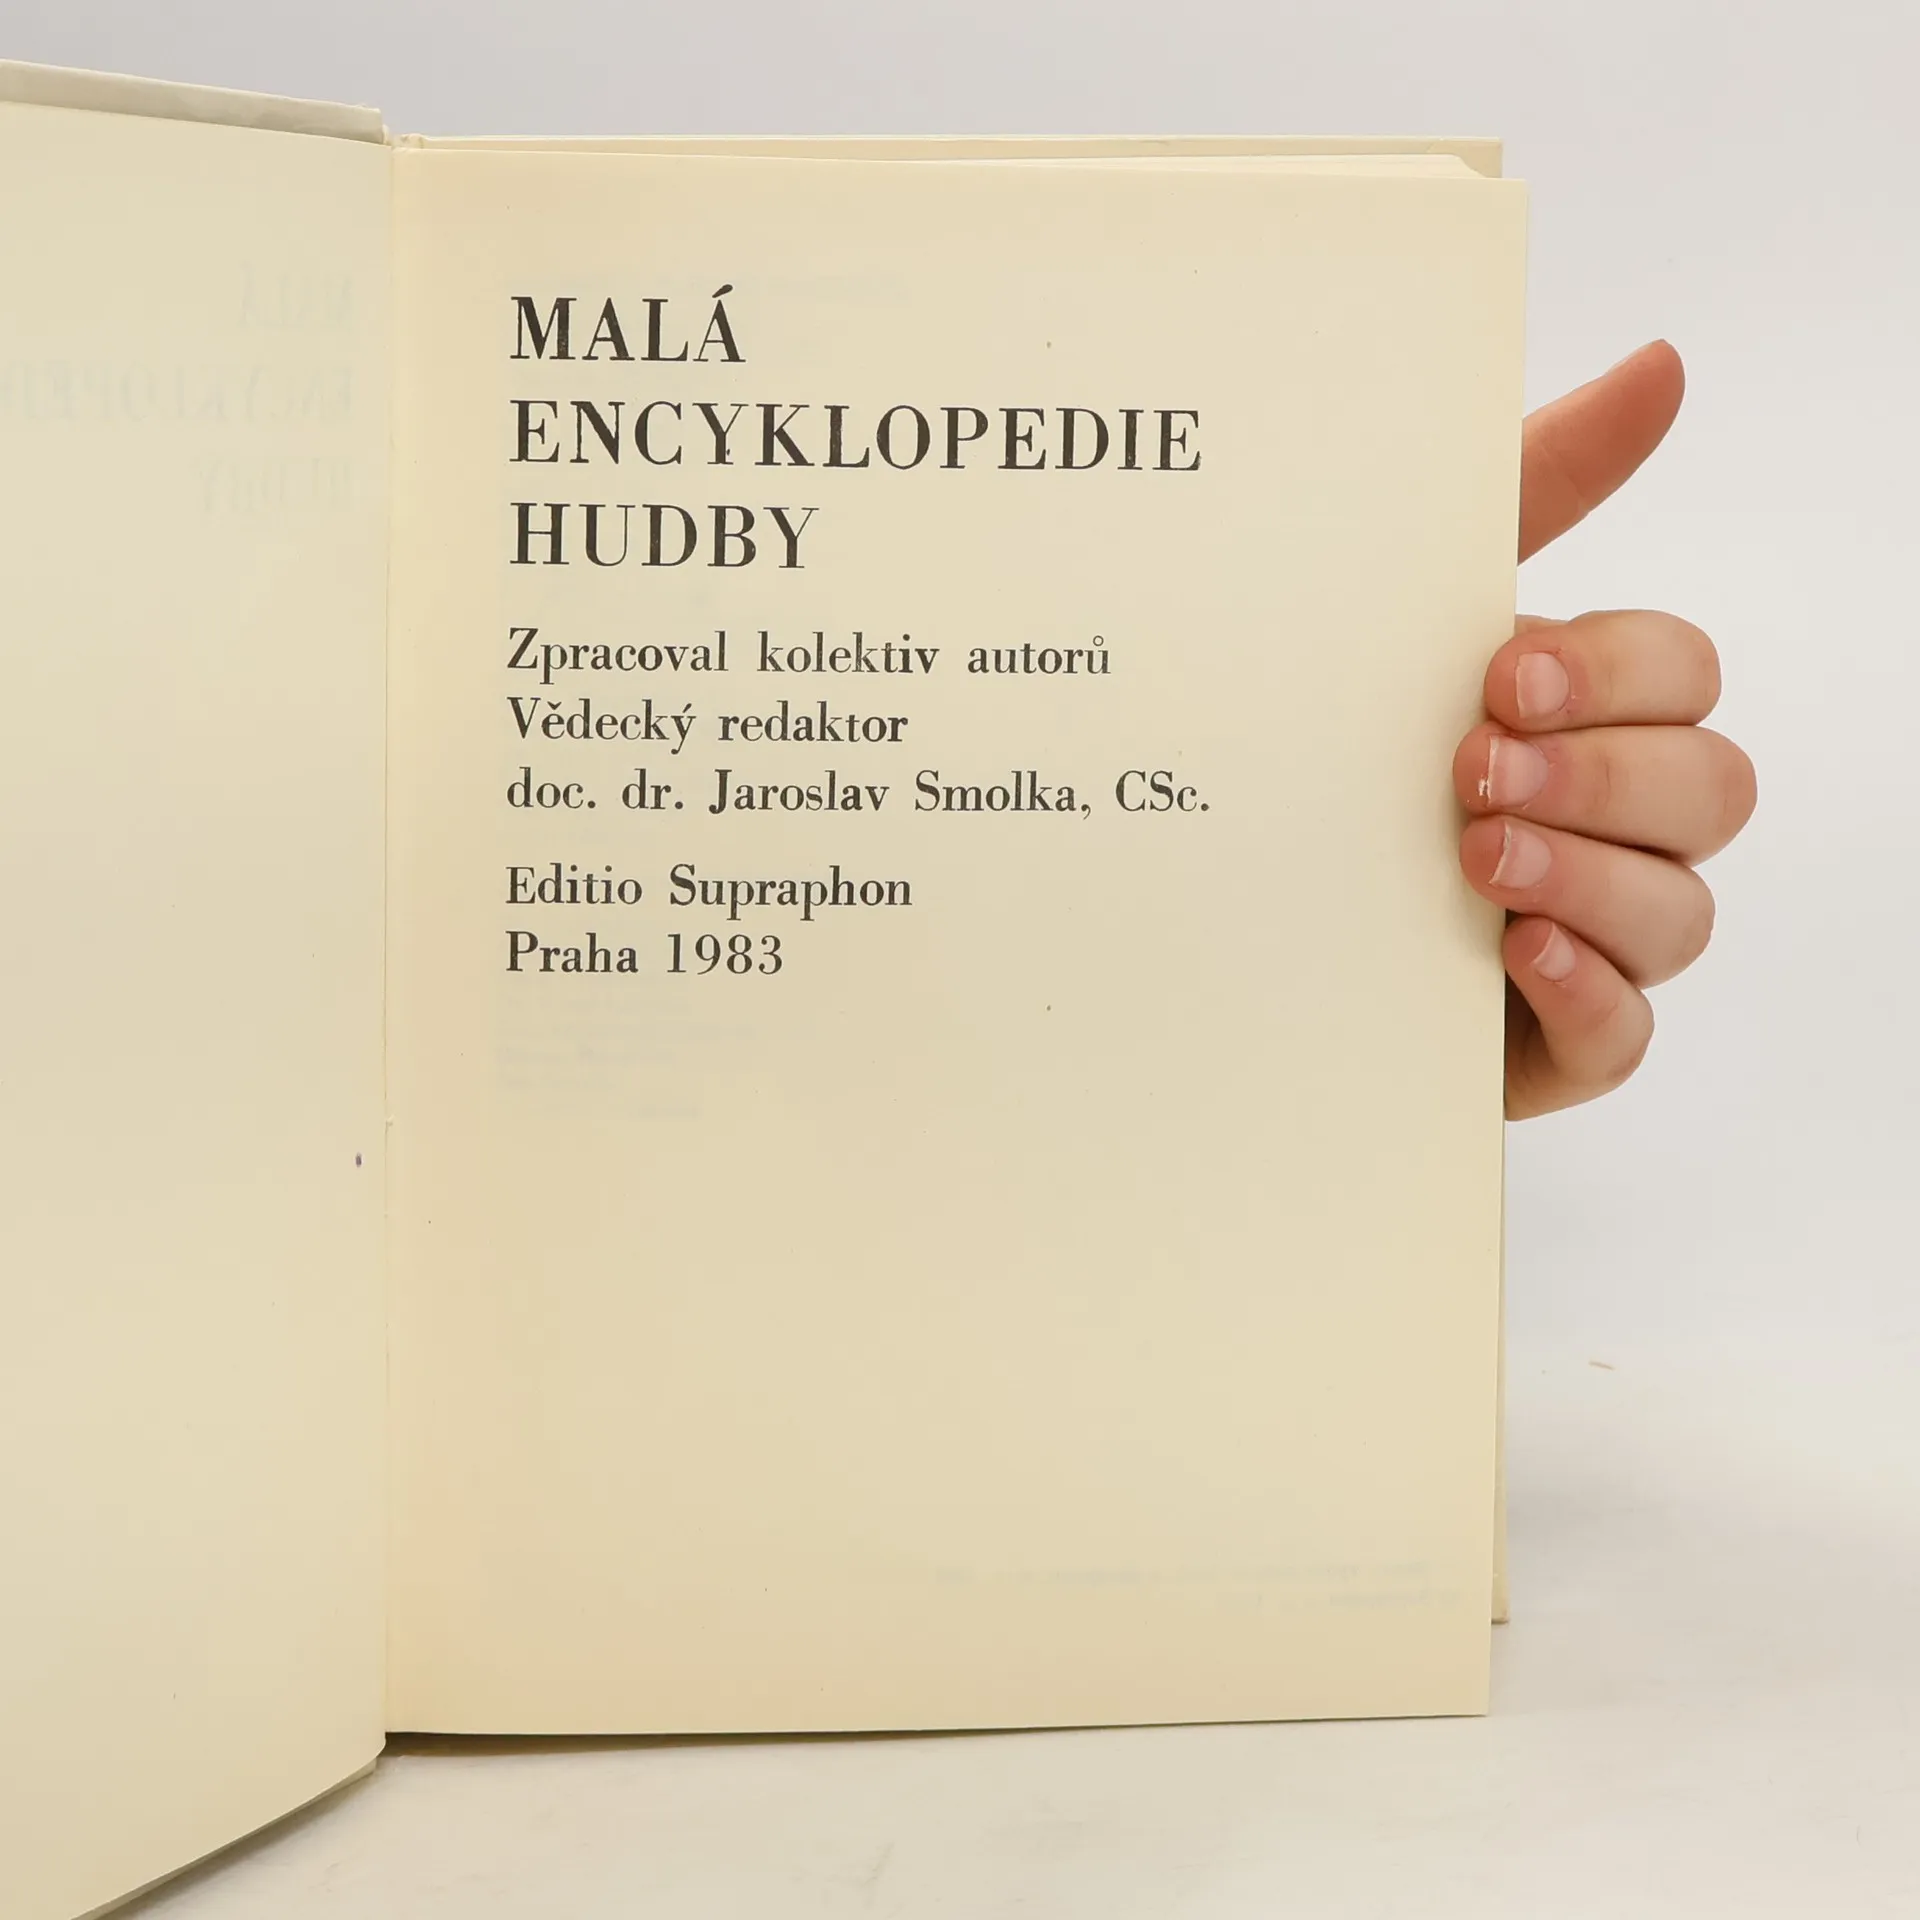 MALÁ
ENCYKLOPEDIE
HUDBY
Zpracoval kolektiv autorů
Vědecký redaktor
doc. dr. Jaroslav Smolka, CSc.
Editio Supraphon
Praha 1983